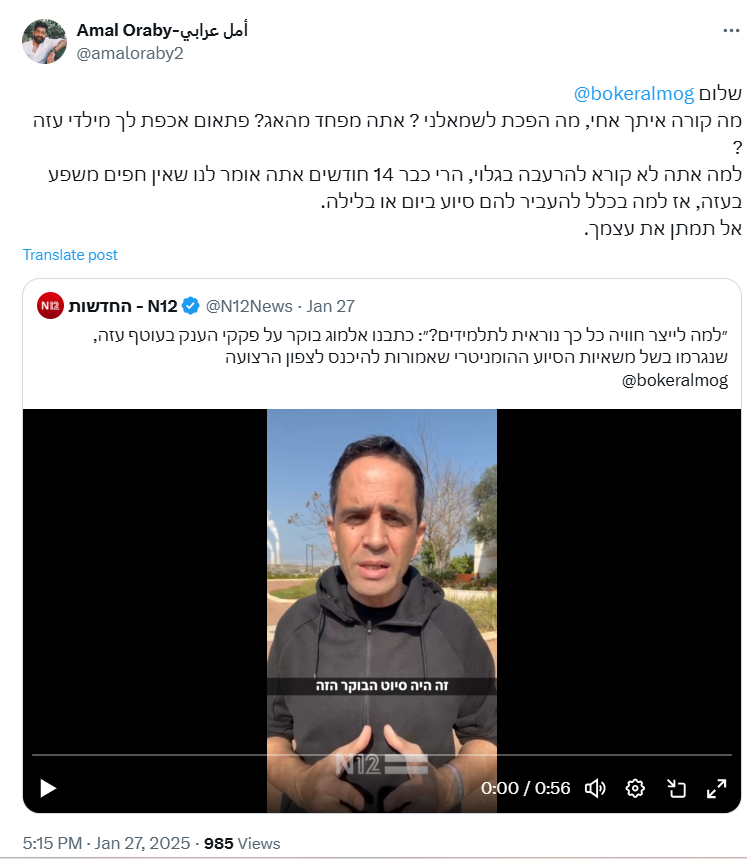 Amal Oraby-أمل عرابي
@amaloraby2
שלום @bokeralmog
מה קורה איתך אחי, מה הפכת לשמאלני ? אתה מפחד מהאג? פתאום אכפת לך מילדי עזה
?
למה אתה לא קורא להרעבה בגלוי, הרי כבר 14 חודשים אתה אומר לנו שאין חפים משפע
בעזה, אז למה בכלל להעביר להם סיוע ביום או בלילה.
אל תמתן את עצמך.
Translate post
N12 - החדשות @N12News · Jan 27
״למה לייצר חוויה כל כך נוראית לתלמידים?״: כתבנו אלמוג בוקר על פקקי הענק בעוטף עזה,
שנגרמו בשל משאיות הסיוע ההומניטרי שאמורות להיכנס לצפון הרצועה
@bokeralmog
זה היה סיוט הבוקר הזה
N12
0:00 / 0:56
5:15 PM · Jan 27, 2025 · 985 Views